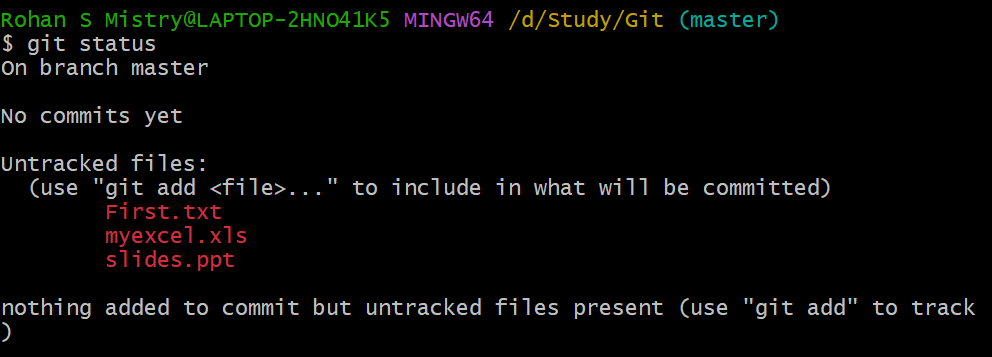 Rohan S Mistry@LAPTOP-2HNO41K5 MINGW64 /d/Study/Git (master)
$ git status
On branch master
No commits yet
Untracked files:
(use "git add <file>..." to include in what will be committed)
First.txt
myexcel.xls
slides.ppt
nothing added to commit but untracked files present (use "git add" to track
)